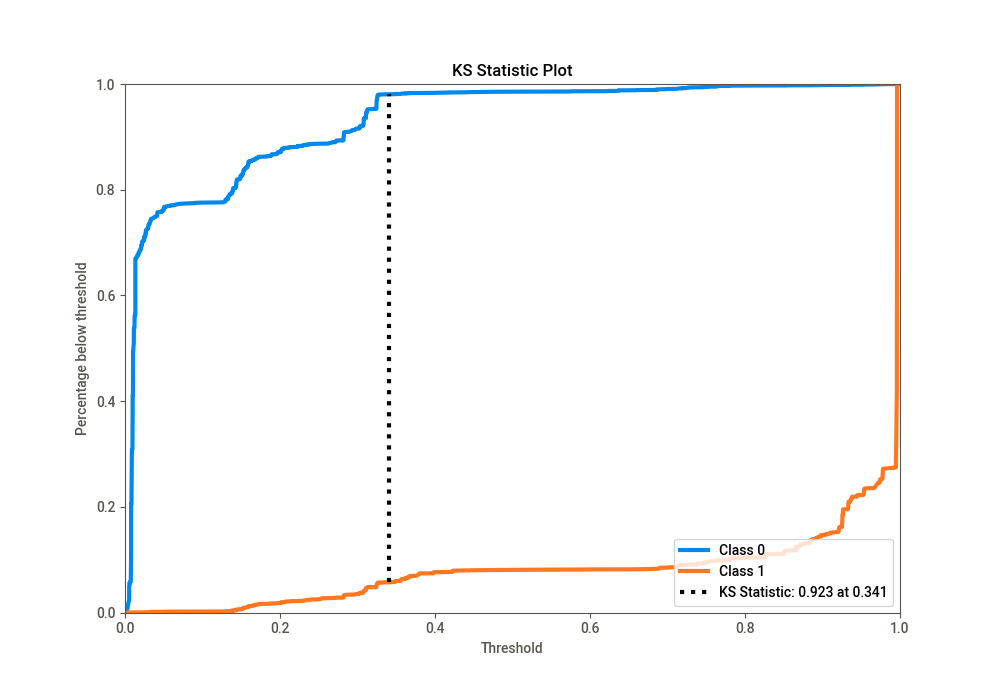 KS Statistic Plot
Percentage below threshold
1.0
0.8
0.6
0.4
0.2
0.0
0.0 0.2 0.4 0.6 0.8 1.0
Threshold
Class 0
Class 1
KS Statistic: 0.923 at 0.341